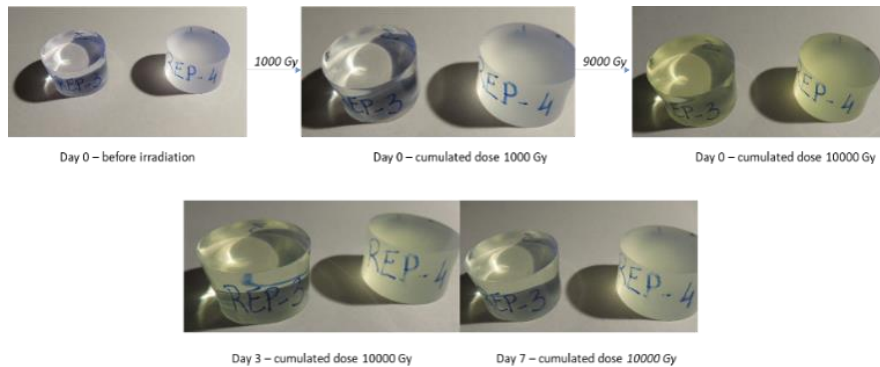 REP-3
REP-4
1000 Gy
REP-3
REP-4
9000 Gy
REP-3
REP-4
Day 0 – before irradiation
Day 0 – cumulated dose 1000 Gy
Day 0 – cumulated dose 10000 Gy
REP-3
REP-4
REP-3
REP-4
Day 3 – cumulated dose 10000 Gy
Day 7 – cumulated dose 10000 Gy